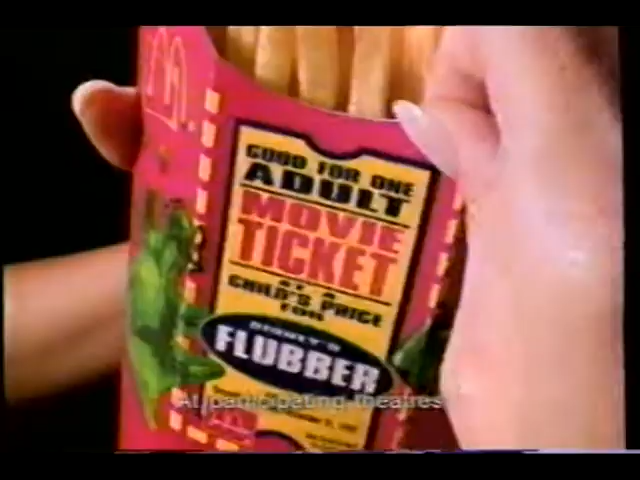 GOOD FOR ONE
ADULT
MOVIE
TICKET
AT A
CHILD'S PRICE
FOR
DISNEY'S
FLUBBER
At participating theatres